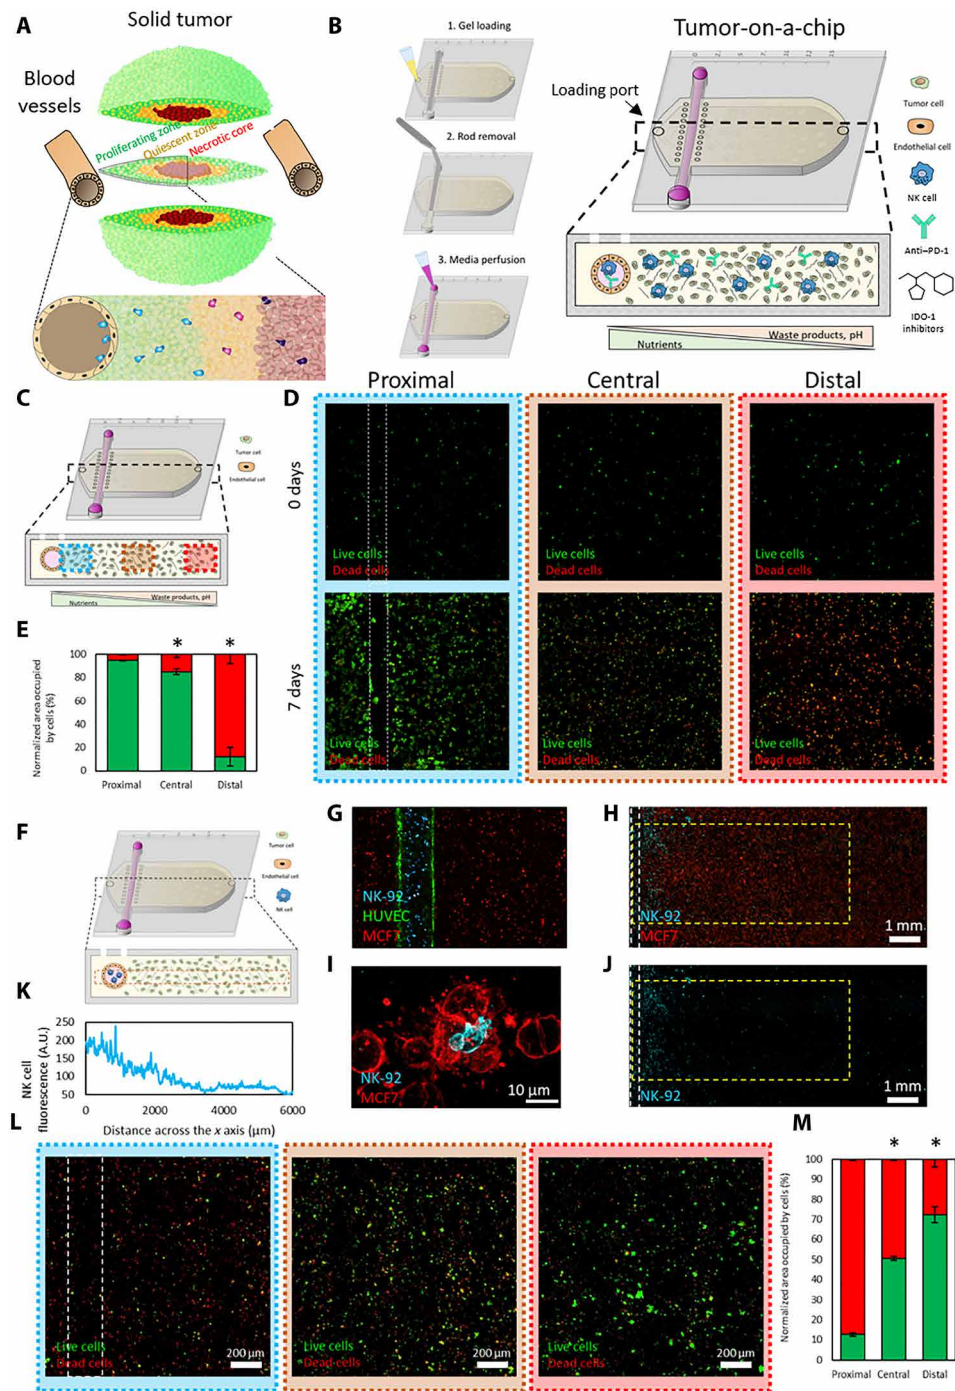 A
Solid tumor
Blood
vessels
Proliferating zone
Quiescent zone
Necrotic core
B
1. Gel loading
2. Rod removal
3. Media perfusion
Tumor-on-a-chip
Loading port
Tumor cell
Endothelial cell
NK cell
Anti–PD-1
IDO-1
inhibitors
Waste products, pH
Nutrients
C
Tumor cell
Endothelial cell
Waste products, pH
Nutrients
D
Proximal
Central
Distal
0 days
Live cells
Dead cells
Live cells
Dead cells
Live cells
Dead cells
7 days
Live cells
Dead cells
Live cells
Dead cells
Live cells
Dead cells
E
Normalized area occupied
by cells (%)
100
80
60
40
20
0
*
*
Proximal
Central
Distal
F
Tumor cell
Endothelial cell
NK cell
G
NK-92
HUVEC
MCF7
H
NK-92
MCF7
1 mm
I
NK-92
MCF7
10 µm
J
NK-92
1 mm
K
NK cell
fluorescence (A.U.)
250
200
150
100
50
0
2000
4000
6000
Distance across the x axis (µm)
L
Live cells
Dead cells
200 µm
Live cells
Dead cells
200 µm
Live cells
Dead cells
200 µm
M
Normalized area occupied by cells (%)
100
90
80
70
60
50
40
30
20
10
0
*
*
Proximal
Central
Distal